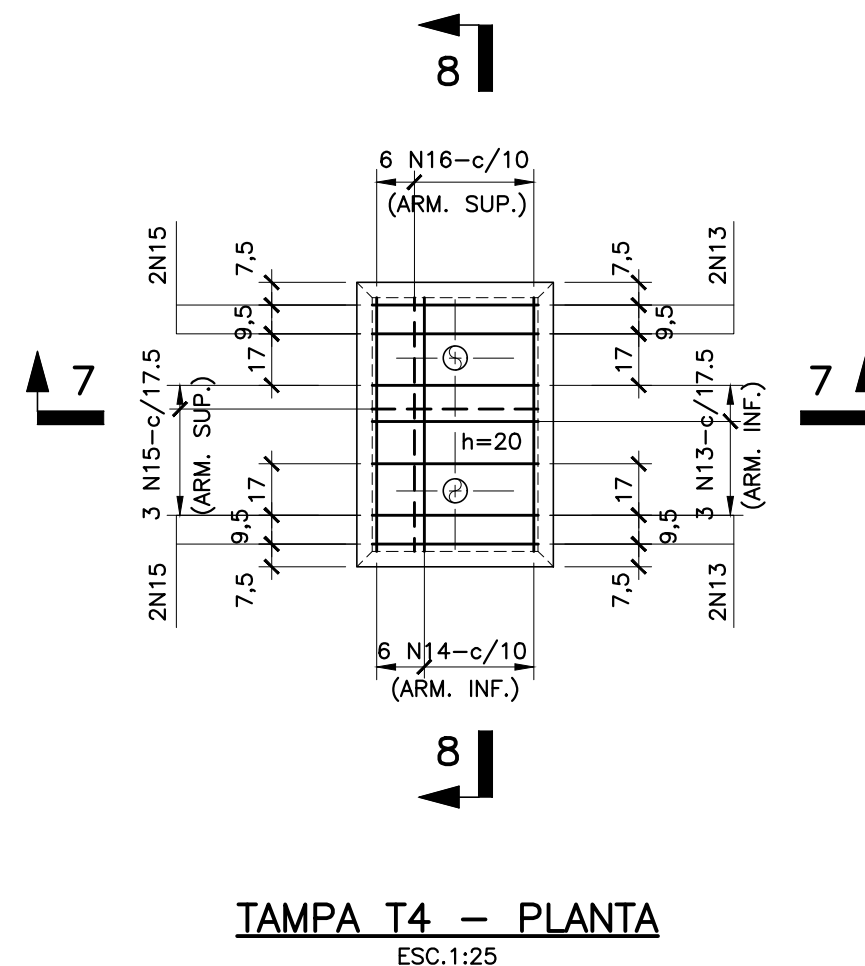 8
6 N16-c/10
(ARM. SUP.)
2N15
7,5
7,5
2N13
9,5
9,5
17
17
7
7
3 N15-c/17.5
(ARM. SUP.)
3 N13-c/17.5
(ARM. INF.)
h=20
17
17
9,5
9,5
2N15
7,5
7,5
2N13
6 N14-c/10
(ARM. INF.)
8
TAMPA T4 - PLANTA
ESC.1:25